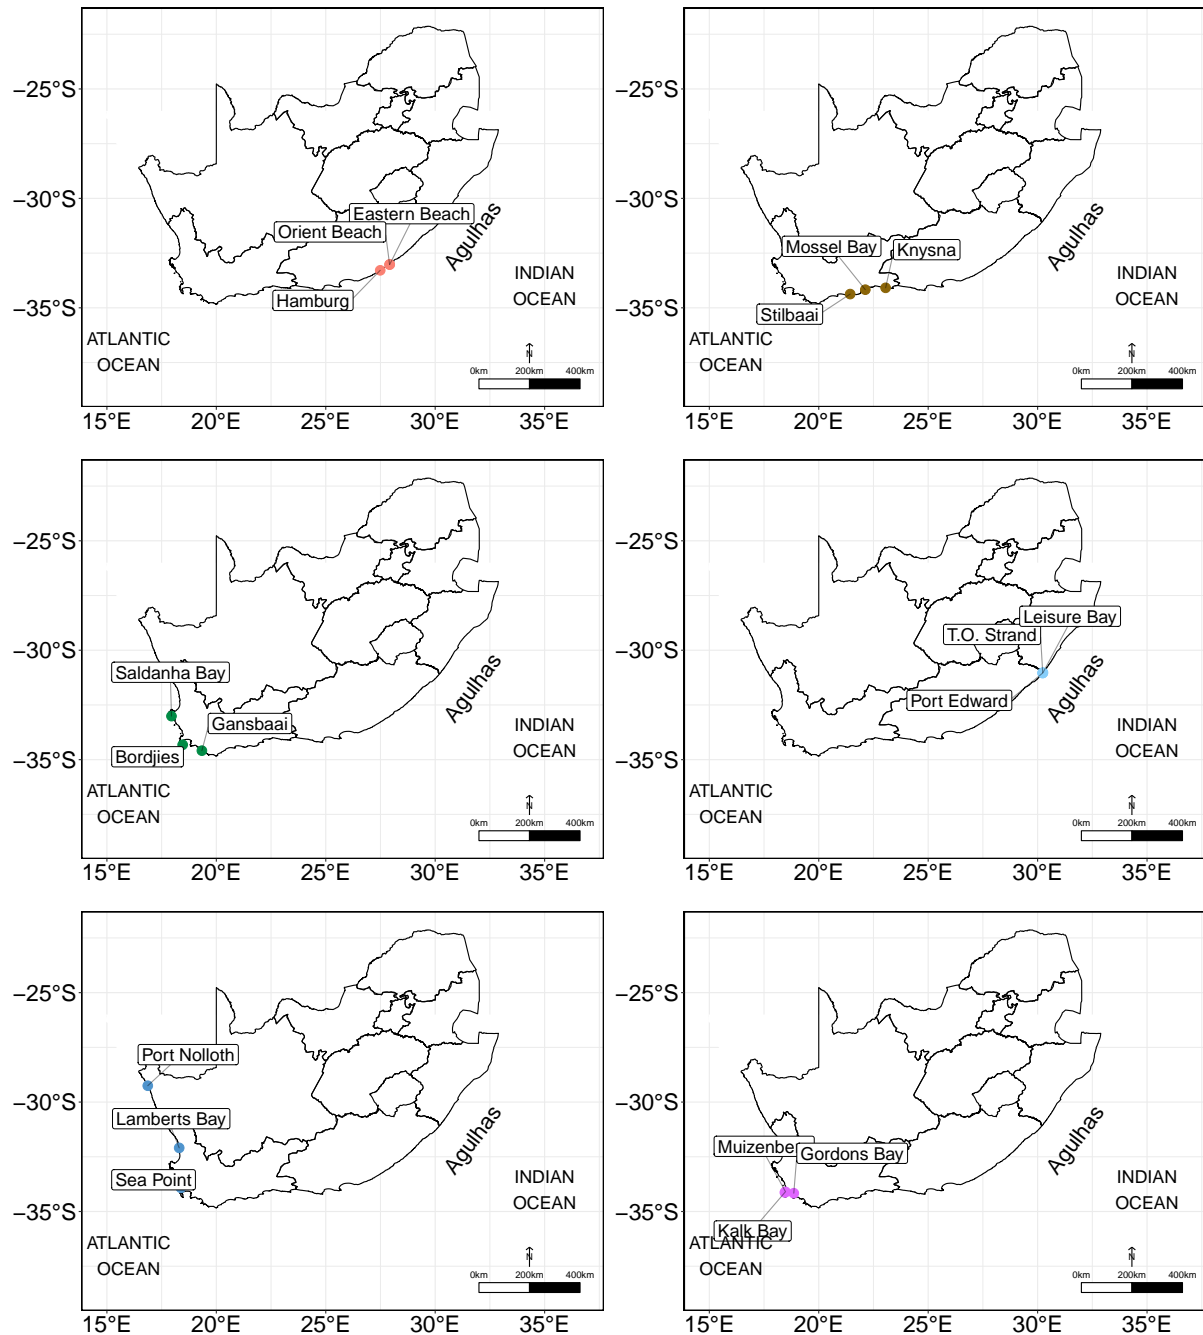 −25°S
−30°S
−35°S
Eastern Beach
Orient Beach
Hamburg
Agulhas
INDIAN
OCEAN
ATLANTIC
OCEAN
N
0km 200km 400km
15°E 20°E 25°E 30°E 35°E
−25°S
−30°S
−35°S
Mossel Bay
Knysna
Stilbaai
Agulhas
INDIAN
OCEAN
ATLANTIC
OCEAN
N
0km 200km 400km
15°E 20°E 25°E 30°E 35°E
−25°S
−30°S
−35°S
Saldanha Bay
Gansbaai
Bordjies
Agulhas
INDIAN
OCEAN
ATLANTIC
OCEAN
N
0km 200km 400km
15°E 20°E 25°E 30°E 35°E
−25°S
−30°S
−35°S
Leisure Bay
T.O. Strand
Port Edward
Agulhas
INDIAN
OCEAN
ATLANTIC
OCEAN
N
0km 200km 400km
15°E 20°E 25°E 30°E 35°E
−25°S
−30°S
−35°S
Port Nolloth
Lamberts Bay
Sea Point
Agulhas
INDIAN
OCEAN
ATLANTIC
OCEAN
N
0km 200km 400km
15°E 20°E 25°E 30°E 35°E
−25°S
−30°S
−35°S
Muizenber
Gordons Bay
Kalk Bay
Agulhas
INDIAN
OCEAN
ATLANTIC
OCEAN
N
0km 200km 400km
15°E 20°E 25°E 30°E 35°E